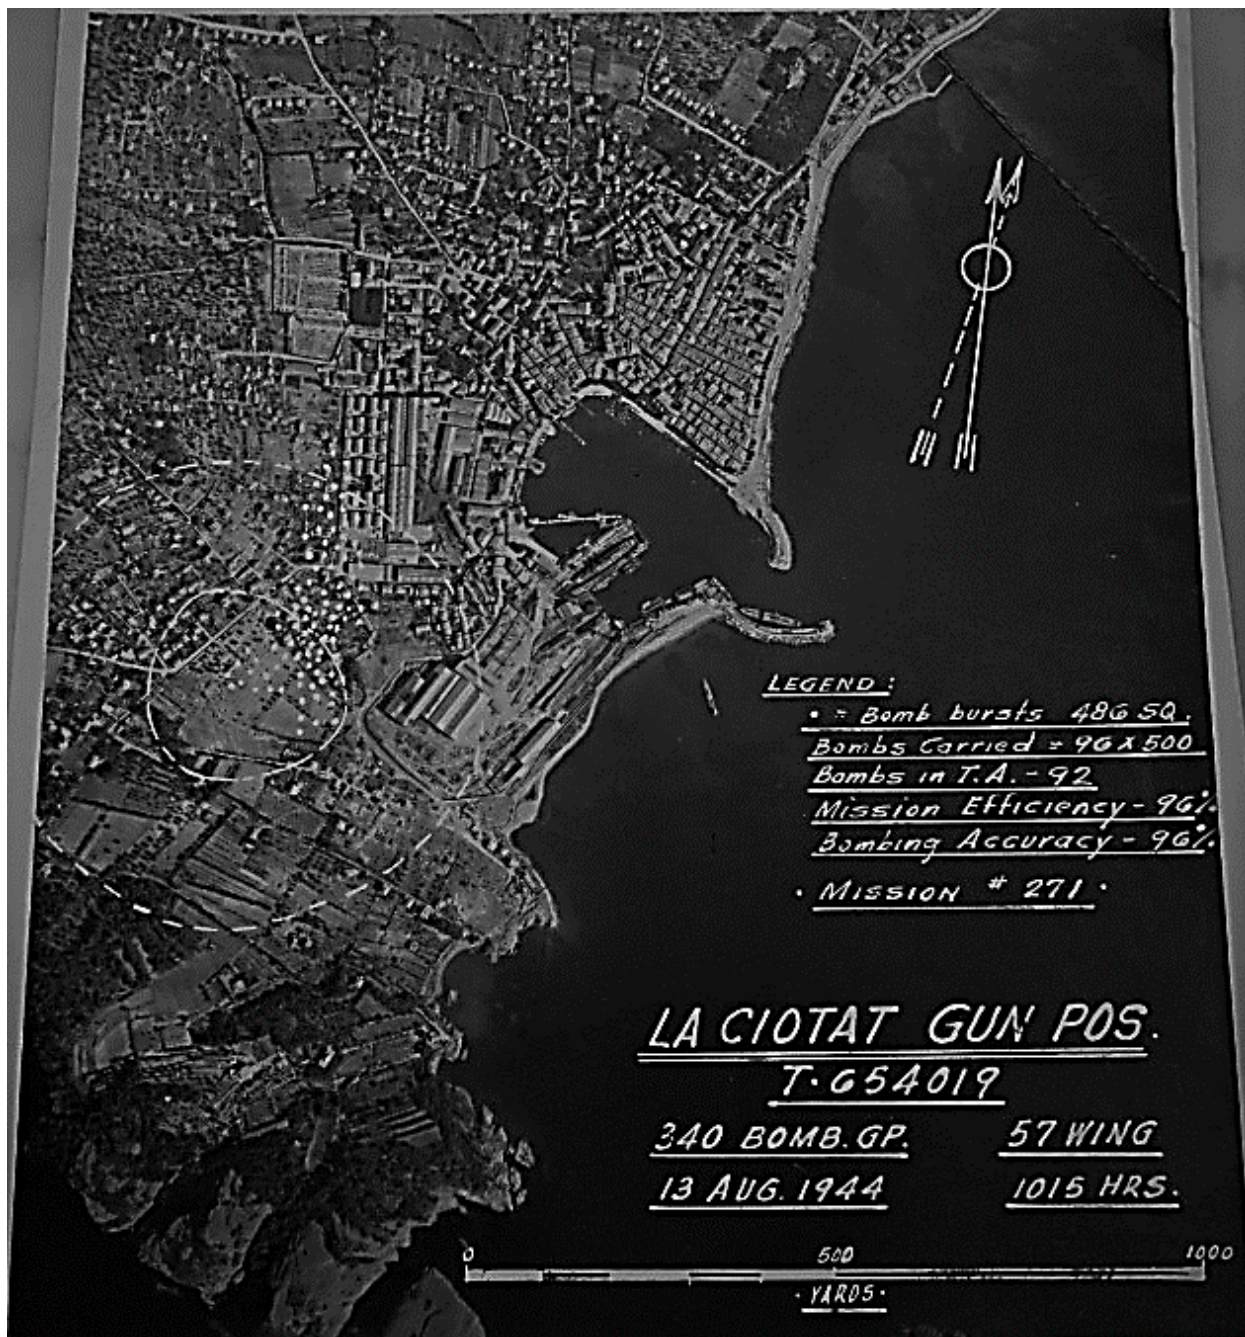 LEGEND:
• = Bomb bursts 486 SQ.
Bombs Carried = 96 X 500
Bombs in T.A. - 92
Mission Efficiency - 96%
Bombing Accuracy - 96%
• MISSION # 271 •
LA CIOTAT GUN POS.
T.654019
340 BOMB. GP. 57 WING
13 AUG. 1944 1015 HRS.
0 500 1000
• YARDS •